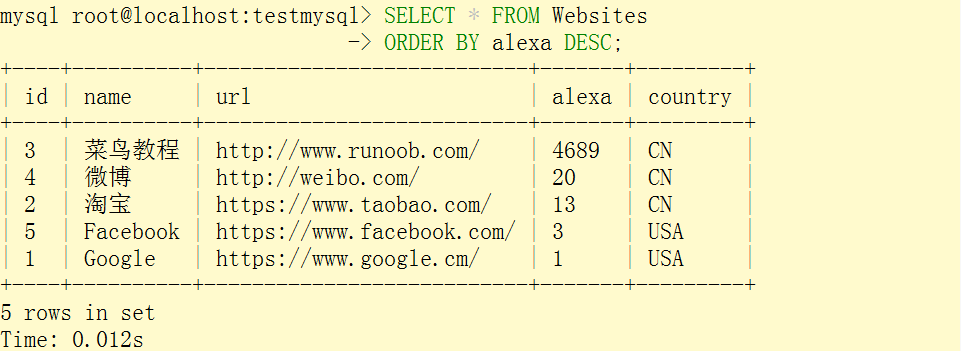 mysql root@localhost:testmysql> SELECT * FROM Websites
-> ORDER BY alexa DESC;
+----+----------+---------------------------+-------+---------+
| id | name | url | alexa | country |
+----+----------+---------------------------+-------+---------+
| 3 | 菜鸟教程 | http://www.runoob.com/ | 4689 | CN |
| 4 | 微博 | http://weibo.com/ | 20 | CN |
| 2 | 淘宝 | https://www.taobao.com/ | 13 | CN |
| 5 | Facebook | https://www.facebook.com/ | 3 | USA |
| 1 | Google | https://www.google.cm/ | 1 | USA |
+----+----------+---------------------------+-------+---------+
5 rows in set
Time: 0.012s